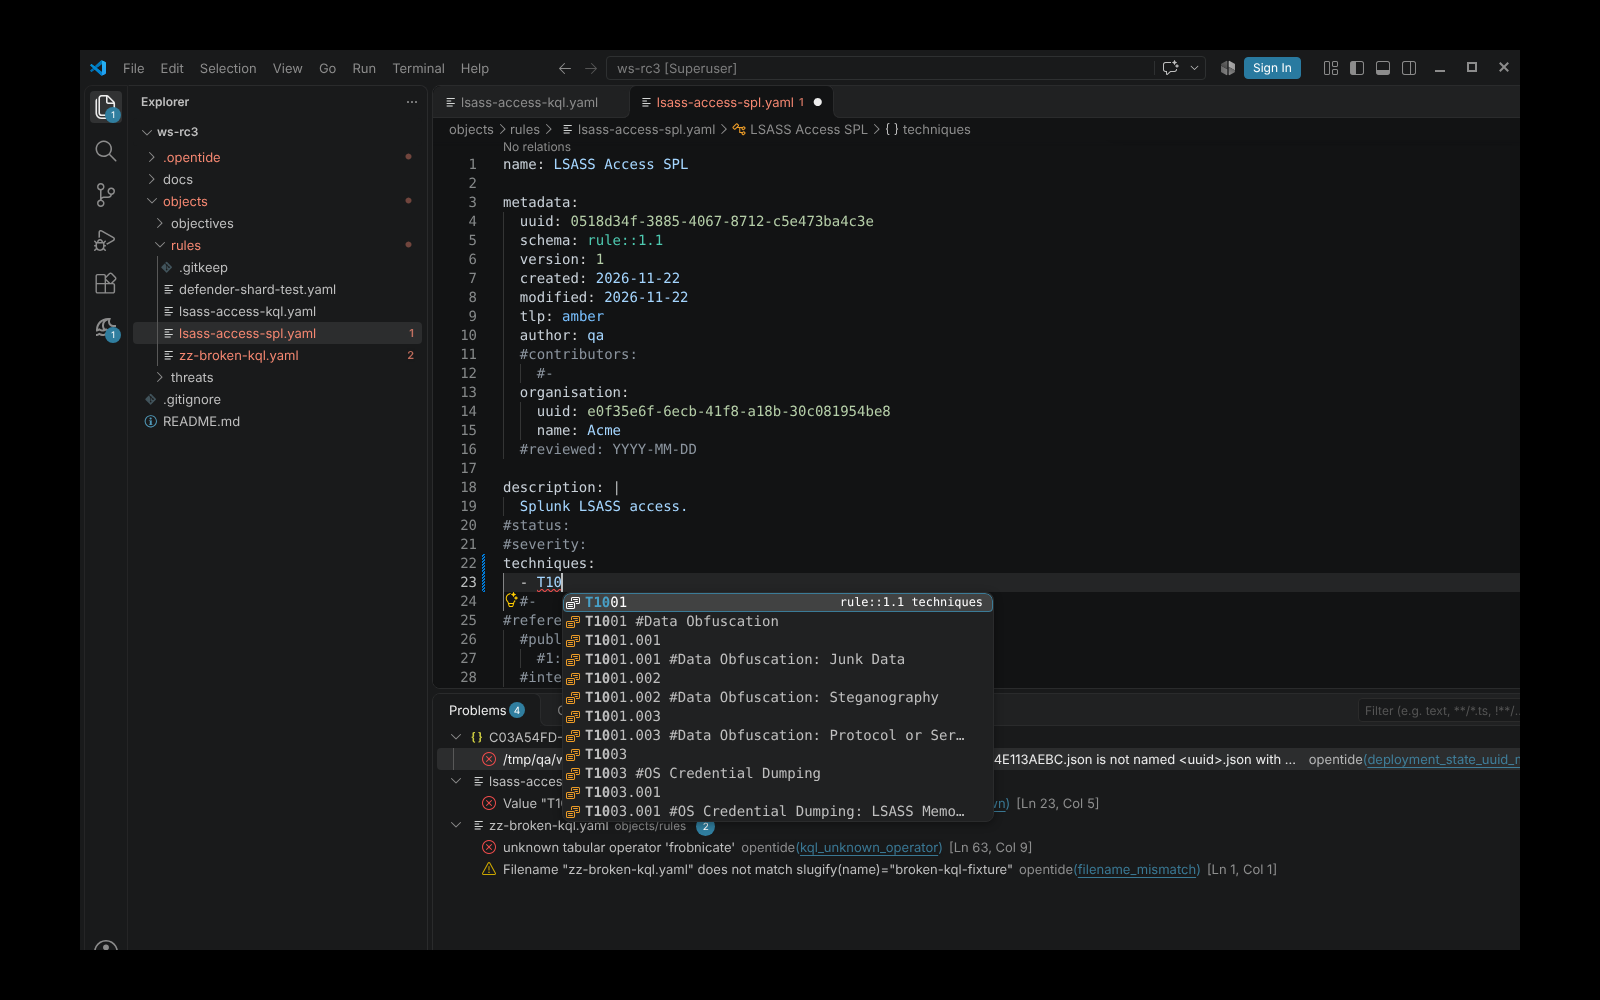 File Edit Selection View Go Run Terminal Help
ws-rc3 [Superuser]
Sign In
Explorer
ws-rc3
.opentide
docs
objects
objectives
rules
.gitkeep
defender-shard-test.yaml
lsass-access-kql.yaml
lsass-access-spl.yaml 1
zz-broken-kql.yaml 2
threats
.gitignore
README.md
1
1
lsass-access-kql.yaml
lsass-access-spl.yaml 1
objects > rules > lsass-access-spl.yaml > LSASS Access SPL > { } techniques
No relations
1 name: LSASS Access SPL
2
3 metadata:
4 uuid: 0518d34f-3885-4067-8712-c5e473ba4c3e
5 schema: rule::1.1
6 version: 1
7 created: 2026-11-22
8 modified: 2026-11-22
9 tlp: amber
10 author: qa
11 #contributors:
12 #-
13 organisation:
14 uuid: e0f35e6f-6ecb-41f8-a18b-30c081954be8
15 name: Acme
16 #reviewed: YYYY-MM-DD
17
18 description: |
19 Splunk LSASS access.
20 #status:
21 #severity:
22 techniques:
23 - T10
24 #-
25 #refere
26 #publ
27 #1:
28 #inte
T1001 rule::1.1 techniques
T1001 #Data Obfuscation
T1001.001
T1001.001 #Data Obfuscation: Junk Data
T1001.002
T1001.002 #Data Obfuscation: Steganography
T1001.003
T1001.003 #Data Obfuscation: Protocol or Ser…
T1003
T1003 #OS Credential Dumping
T1003.001
T1003.001 #OS Credential Dumping: LSASS Memo…
Problems 4
Filter (e.g. text, **/*.ts, !**/…
{} C03A54FD-
/tmp/qa/ 4E113AEBC.json is not named <uuid>.json with ... opentide(deployment_state_uuid_
lsass-acces
Value "T1 vn) [Ln 23, Col 5]
zz-broken-kql.yaml objects/rules 2
unknown tabular operator 'frobnicate' opentide(kql_unknown_operator) [Ln 63, Col 9]
Filename "zz-broken-kql.yaml" does not match slugify(name)="broken-kql-fixture" opentide(filename_mismatch) [Ln 1, Col 1]